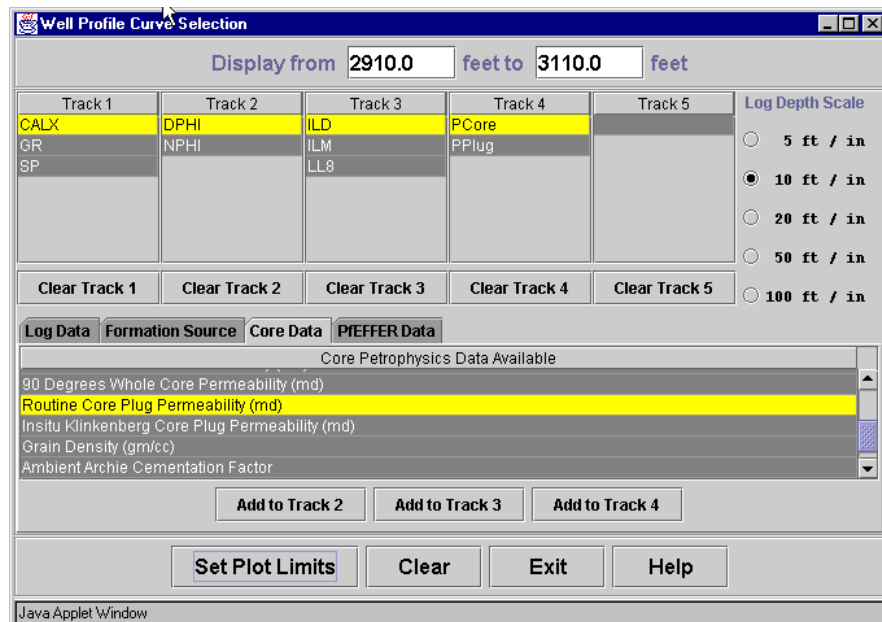 Well Profile Curve Selection
Display from 2910.0 feet to 3110.0 feet
Track 1 Track 2 Track 3 Track 4 Track 5 Log Depth Scale
CALX DPHI ILD PCore
GR NPHI ILM PPlug
SP LL8
5 ft / in
10 ft / in
20 ft / in
50 ft / in
100 ft / in
Clear Track 1 Clear Track 2 Clear Track 3 Clear Track 4 Clear Track 5
Log Data Formation Source Core Data PfEFFER Data
Core Petrophysics Data Available
90 Degrees Whole Core Permeability (md)
Routine Core Plug Permeability (md)
Insitu Klinkenberg Core Plug Permeability (md)
Grain Density (gm/cc)
Ambient Archie Cementation Factor
Add to Track 2 Add to Track 3 Add to Track 4
Set Plot Limits Clear Exit Help
Java Applet Window